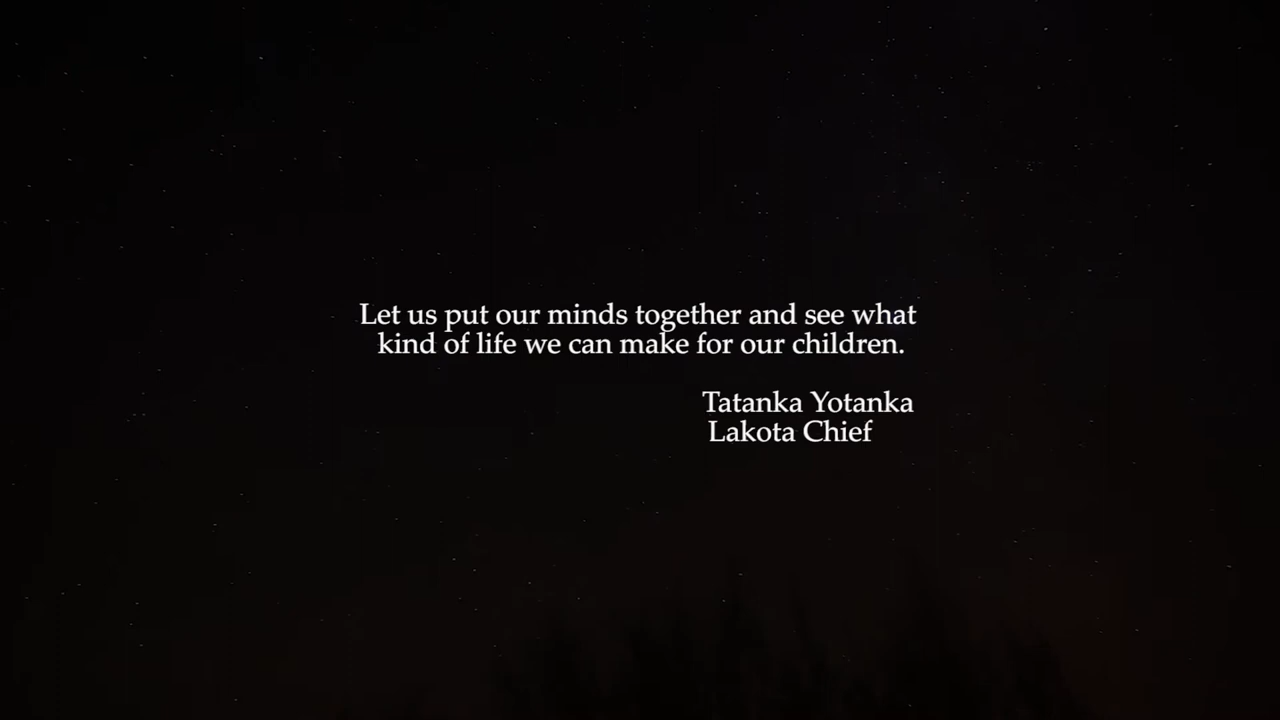 Let us put our minds together and see what
kind of life we can make for our children.
Tatanka Yotanka
Lakota Chief